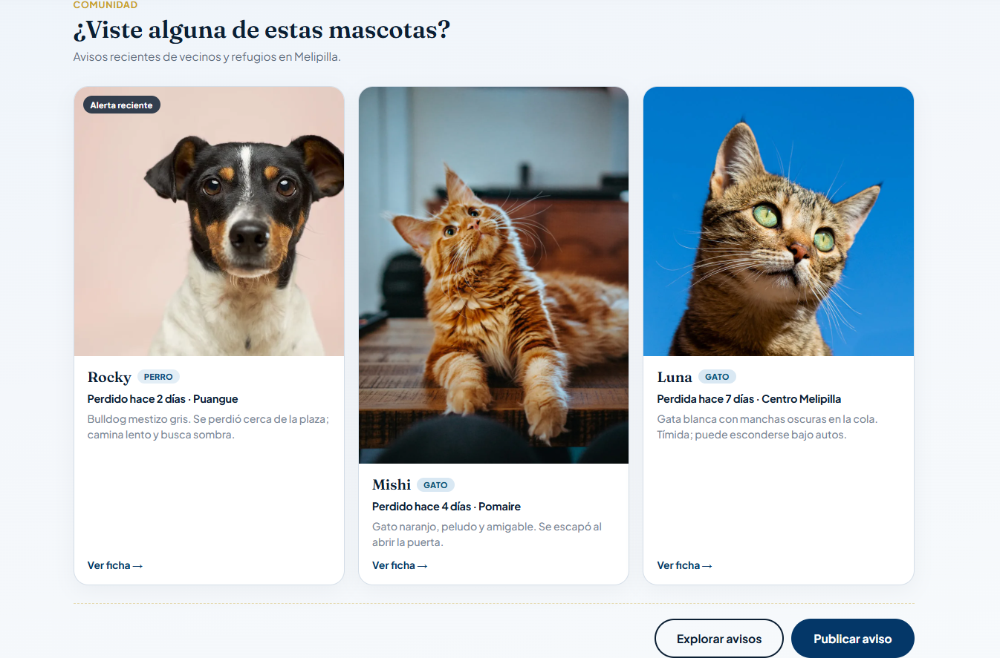 COMUNIDAD
¿Viste alguna de estas mascotas?
Avisos recientes de vecinos y refugios en Melipilla.
Alerta reciente
Rocky PERRO
Perdido hace 2 días · Puangue
Bulldog mestizo gris. Se perdió cerca de la plaza;
camina lento y busca sombra.
Ver ficha →
Mishi GATO
Perdido hace 4 días · Pomaire
Gato naranjo, peludo y amigable. Se escapó al
abrir la puerta.
Ver ficha →
Luna GATO
Perdida hace 7 días · Centro Melipilla
Gata blanca con manchas oscuras en la cola.
Tímida; puede esconderse bajo autos.
Ver ficha →
Explorar avisos
Publicar aviso